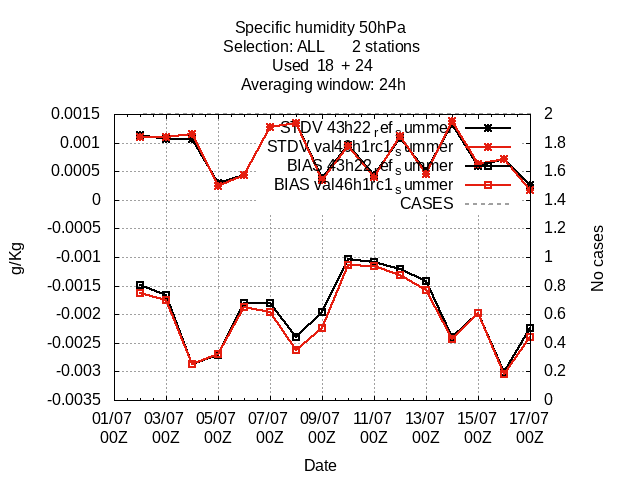 Specific humidity 50hPa
Selection: ALL 2 stations
Used 18 + 24
Averaging window: 24h
0.0015
0.001
0.0005
0
-0.0005
-0.001
-0.0015
-0.002
-0.0025
-0.003
-0.0035
2
1.8
1.6
1.4
1.2
1
0.8
0.6
0.4
0.2
0
STDV 43h22_ref_summer
STDV val46h1rc1_summer
BIAS 43h22_ref_summer
BIAS val46h1rc1_summer
CASES
g/Kg
No cases
01/07 03/07 05/07 07/07 09/07 11/07 13/07 15/07 17/07
00Z 00Z 00Z 00Z 00Z 00Z 00Z 00Z 00Z
Date